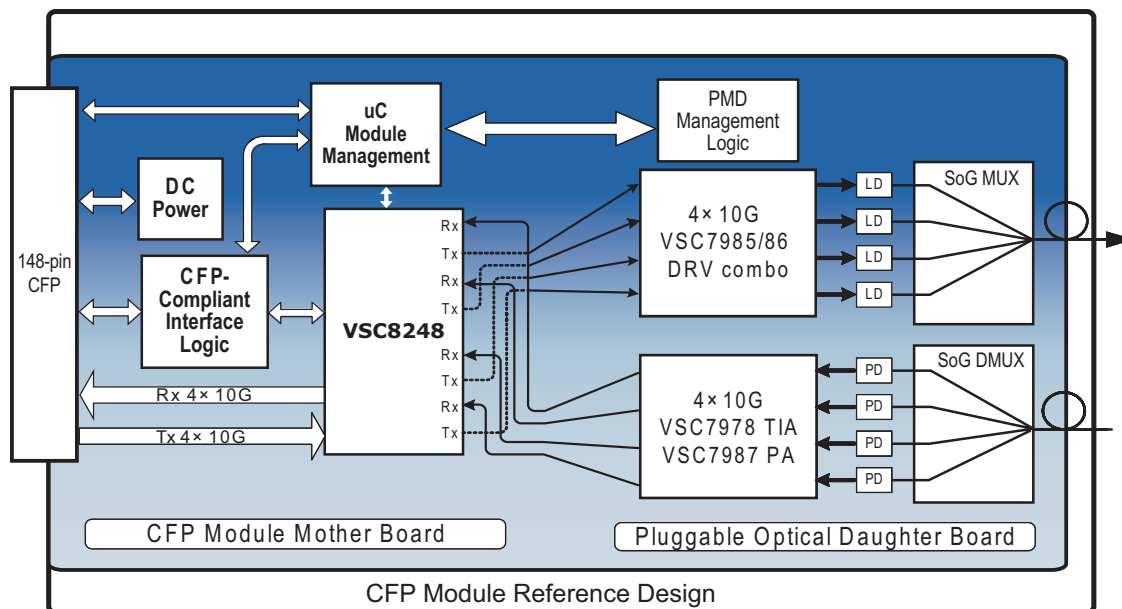 148-pin
CFP
uC
Module
Management
DC
Power
CFP-
Compliant
Interface
Logic
Rx 4× 10G
Tx 4× 10G
VSC8248
Rx
Tx
Rx
Tx
Rx
Tx
Rx
Tx
PMD
Management
Logic
4× 10G
VSC7985/86
DRV combo
LD
LD
LD
LD
SoG MUX
4× 10G
VSC7978 TIA
VSC7987 PA
PD
PD
PD
PD
SoG DMUX
CFP Module Mother Board
Pluggable Optical Daughter Board
CFP Module Reference Design